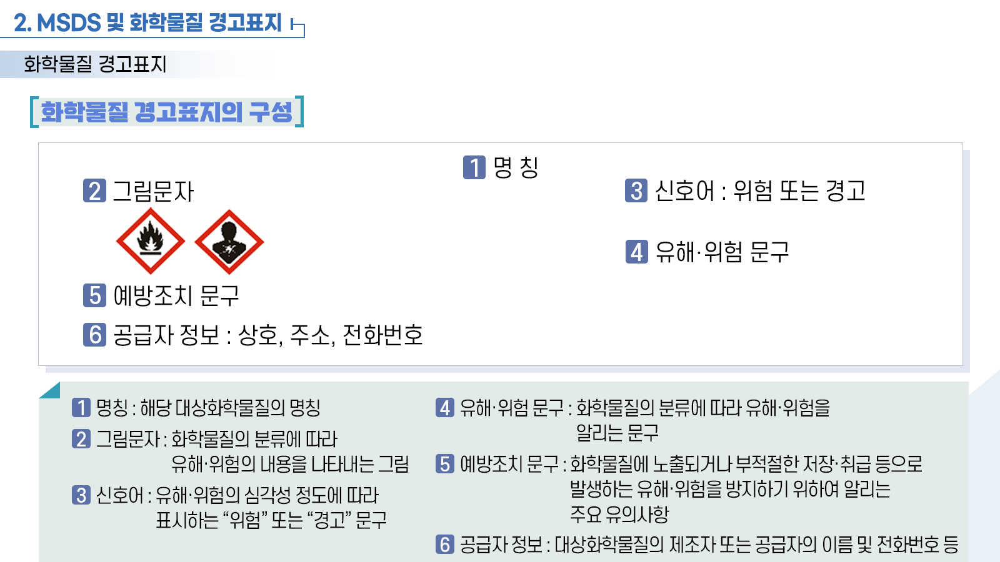 2. MSDS 및 화학물질 경고표지
화학물질 경고표지
화학물질 경고표지의 구성
1 명 칭
2 그림문자
3 신호어 : 위험 또는 경고
4 유해·위험 문구
5 예방조치 문구
6 공급자 정보 : 상호, 주소, 전화번호
1 명칭 : 해당 대상화학물질의 명칭
2 그림문자 : 화학물질의 분류에 따라
유해·위험의 내용을 나타내는 그림
3 신호어 : 유해·위험의 심각성 정도에 따라
표시하는 “위험” 또는 “경고” 문구
4 유해·위험 문구 : 화학물질의 분류에 따라 유해·위험을
알리는 문구
5 예방조치 문구 : 화학물질에 노출되거나 부적절한 저장·취급 등으로
발생하는 유해·위험을 방지하기 위하여 알리는
주요 유의사항
6 공급자 정보 : 대상화학물질의 제조자 또는 공급자의 이름 및 전화번호 등